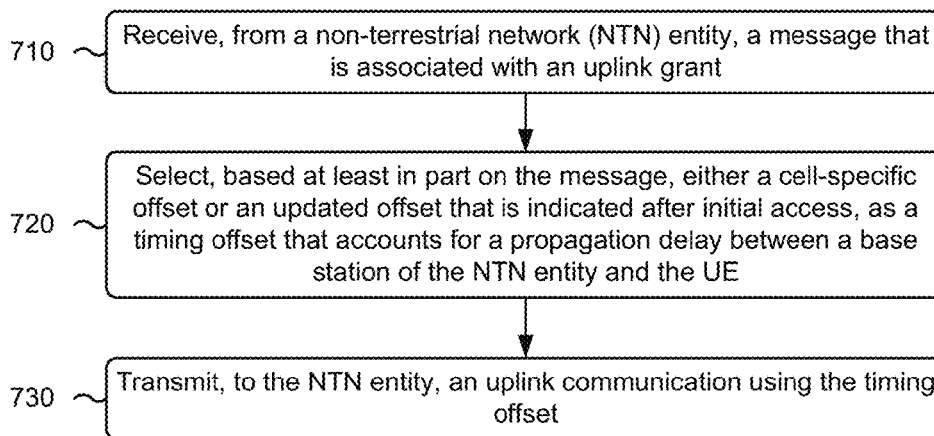 710
Receive, from a non-terrestrial network (NTN) entity, a message that
is associated with an uplink grant
720
Select, based at least in part on the message, either a cell-specific
offset or an updated offset that is indicated after initial access, as a
timing offset that accounts for a propagation delay between a base
station of the NTN entity and the UE
730
Transmit, to the NTN entity, an uplink communication using the timing
offset